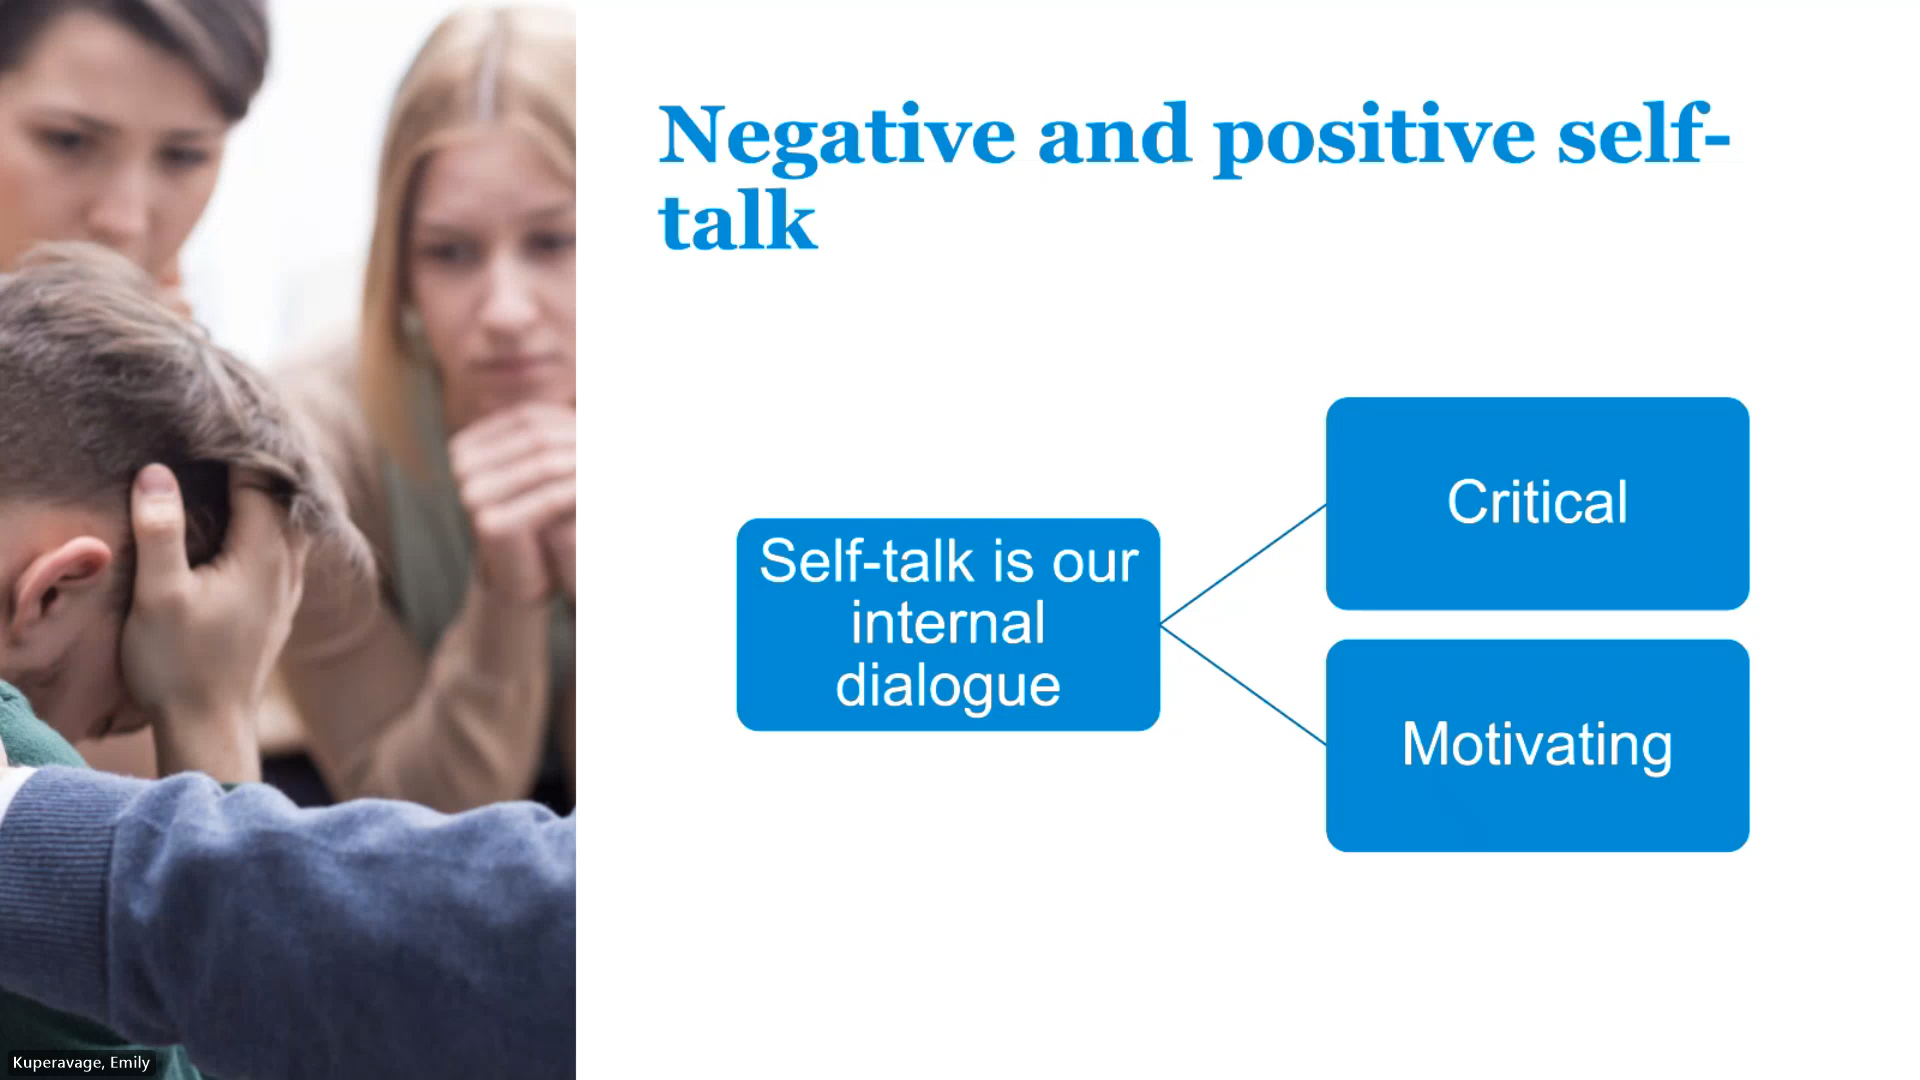 Negative and positive self-
talk
Self-talk is our
internal
dialogue
Critical
Motivating
Kuperavage, Emily